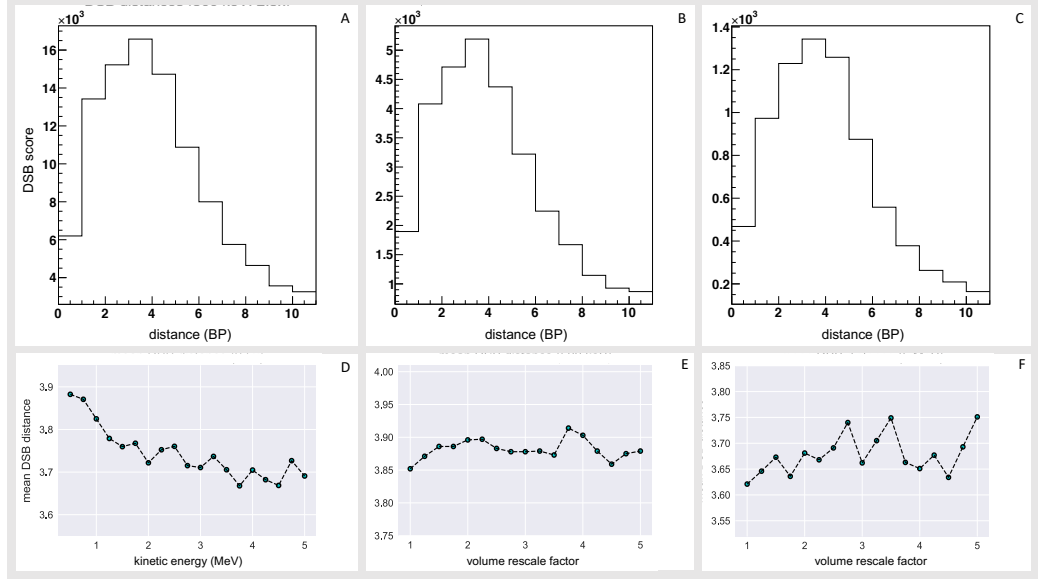 A
×10³
16
14
12
10
8
6
4
DSB score
0 2 4 6 8 10
distance (BP)
B
×10³
5
4.5
4
3.5
3
2.5
2
1.5
1
0 2 4 6 8 10
distance (BP)
C
×10³
1.4
1.2
1
0.8
0.6
0.4
0.2
0 2 4 6 8 10
distance (BP)
D
3,9
3,8
3,7
3,6
mean DSB distance
1 2 3 4 5
kinetic energy (MeV)
E
4,00
3,95
3,90
3,85
3,80
3.75
1 2 3 4 5
volume rescale factor
F
3,85
3,80
3,75
3,70
3,65
3,60
3,55
1 2 3 4 5
volume rescale factor